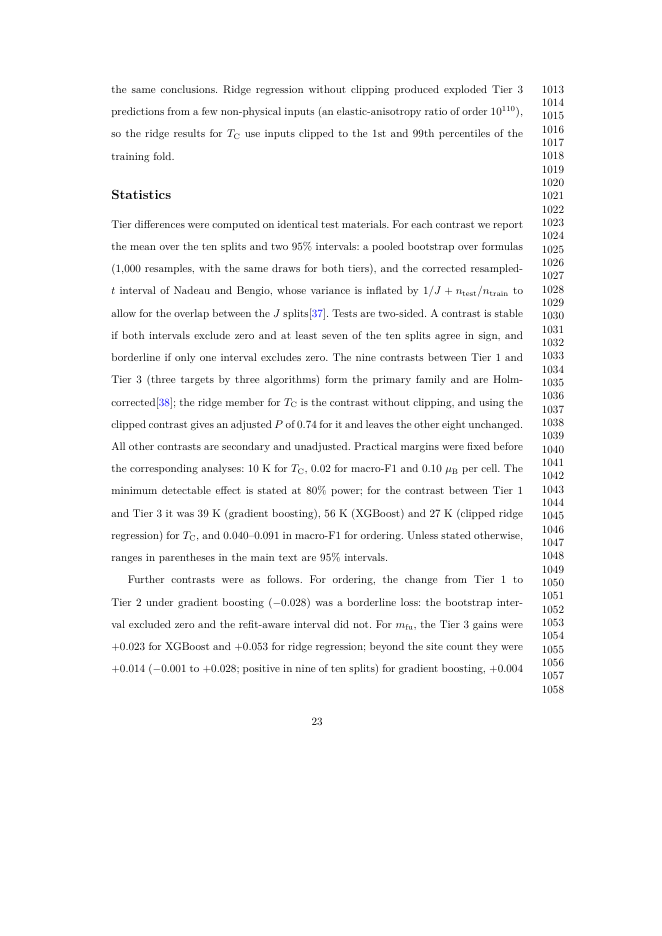 the same conclusions. Ridge regression without clipping produced exploded Tier 3
predictions from a few non-physical inputs (an elastic-anisotropy ratio of order 10^110),
so the ridge results for T_C use inputs clipped to the 1st and 99th percentiles of the
training fold.
Statistics
Tier differences were computed on identical test materials. For each contrast we report
the mean over the ten splits and two 95% intervals: a pooled bootstrap over formulas
(1,000 resamples, with the same draws for both tiers), and the corrected resampled-
t interval of Nadeau and Bengio, whose variance is inflated by 1/J + n_test/n_train to
allow for the overlap between the J splits[37]. Tests are two-sided. A contrast is stable
if both intervals exclude zero and at least seven of the ten splits agree in sign, and
borderline if only one interval excludes zero. The nine contrasts between Tier 1 and
Tier 3 (three targets by three algorithms) form the primary family and are Holm-
corrected[38]; the ridge member for T_C is the contrast without clipping, and using the
clipped contrast gives an adjusted P of 0.74 for it and leaves the other eight unchanged.
All other contrasts are secondary and unadjusted. Practical margins were fixed before
the corresponding analyses: 10 K for T_C, 0.02 for macro-F1 and 0.10 μ_B per cell. The
minimum detectable effect is stated at 80% power; for the contrast between Tier 1
and Tier 3 it was 39 K (gradient boosting), 56 K (XGBoost) and 27 K (clipped ridge
regression) for T_C, and 0.040–0.091 in macro-F1 for ordering. Unless stated otherwise,
ranges in parentheses in the main text are 95% intervals.
Further contrasts were as follows. For ordering, the change from Tier 1 to
Tier 2 under gradient boosting (−0.028) was a borderline loss: the bootstrap inter-
val excluded zero and the refit-aware interval did not. For m_fu, the Tier 3 gains were
+0.023 for XGBoost and +0.053 for ridge regression; beyond the site count they were
+0.014 (−0.001 to +0.028; positive in nine of ten splits) for gradient boosting, +0.004
23
1013
1014
1015
1016
1017
1018
1019
1020
1021
1022
1023
1024
1025
1026
1027
1028
1029
1030
1031
1032
1033
1034
1035
1036
1037
1038
1039
1040
1041
1042
1043
1044
1045
1046
1047
1048
1049
1050
1051
1052
1053
1054
1055
1056
1057
1058